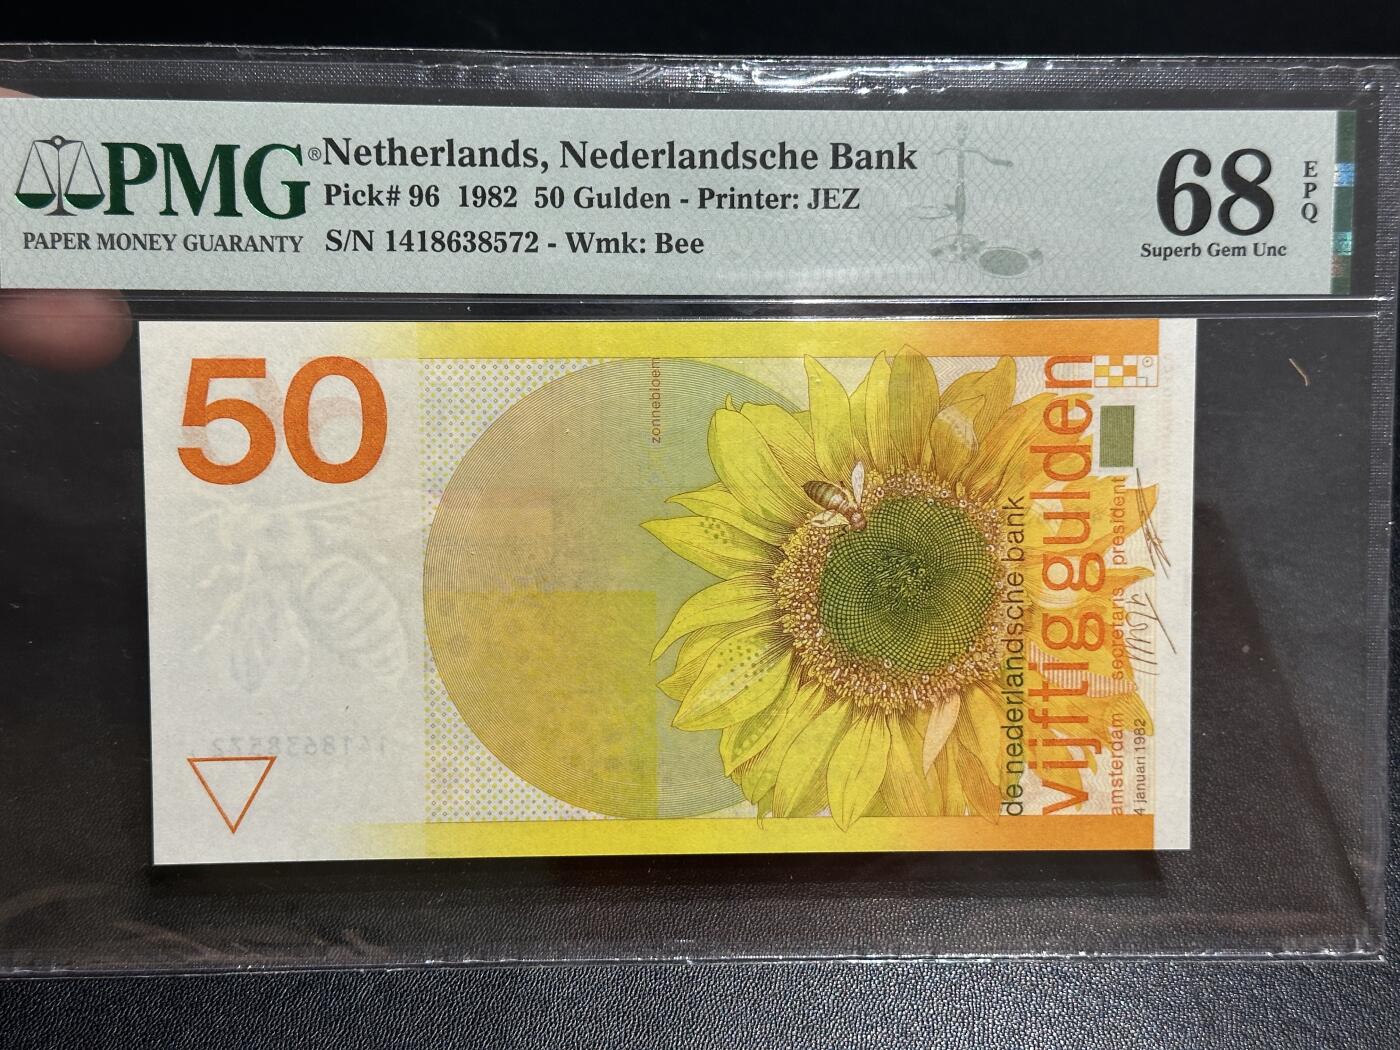 PMG®
PAPER MONEY GUARANTY
Netherlands, Nederlandsche Bank
Pick# 96 1982 50 Gulden - Printer: JEZ
S/N 1418638572 - Wmk: Bee
68
EPQ
Superb Gem Unc
50
zonnebloem
de nederlandsche bank
vijftig gulden
amsterdam secretaris president
4 januari 1982
1418638572